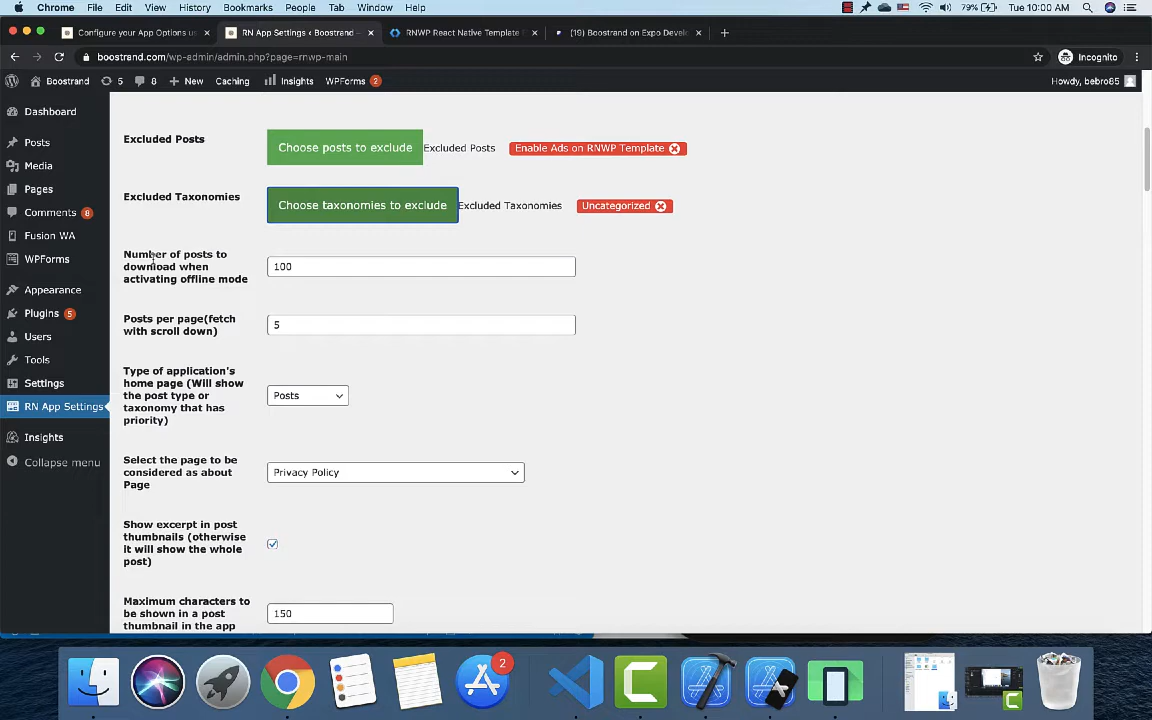 Chrome File Edit View History Bookmarks People Tab Window Help 79% Tue 10:00 AM
Configure your App Options us RN App Settings ‹ Boostrand — RNWP React Native Template (19) Boostrand on Expo Develo
boostrand.com/wp-admin/admin.php?page=rnwp-main Incognito
Boostrand 5 8 New Caching Insights WPForms 2 Howdy, bebro85
Dashboard
Posts
Media
Pages
Comments 8
Fusion WA
WPForms
Appearance
Plugins 5
Users
Tools
Settings
RN App Settings
Insights
Collapse menu
Excluded Posts
Choose posts to exclude Excluded Posts Enable Ads on RNWP Template
Excluded Taxonomies
Choose taxonomies to exclude Excluded Taxonomies Uncategorized
Number of posts to
download when
activating offline mode
100
Posts per page(fetch
with scroll down)
5
Type of application's
home page (Will show
the post type or
taxonomy that has
priority)
Posts
Select the page to be
considered as about
Page
Privacy Policy
Show excerpt in post
thumbnails (otherwise
it will show the whole
post)
Maximum characters to
be shown in a post
thumbnail in the app
150
2